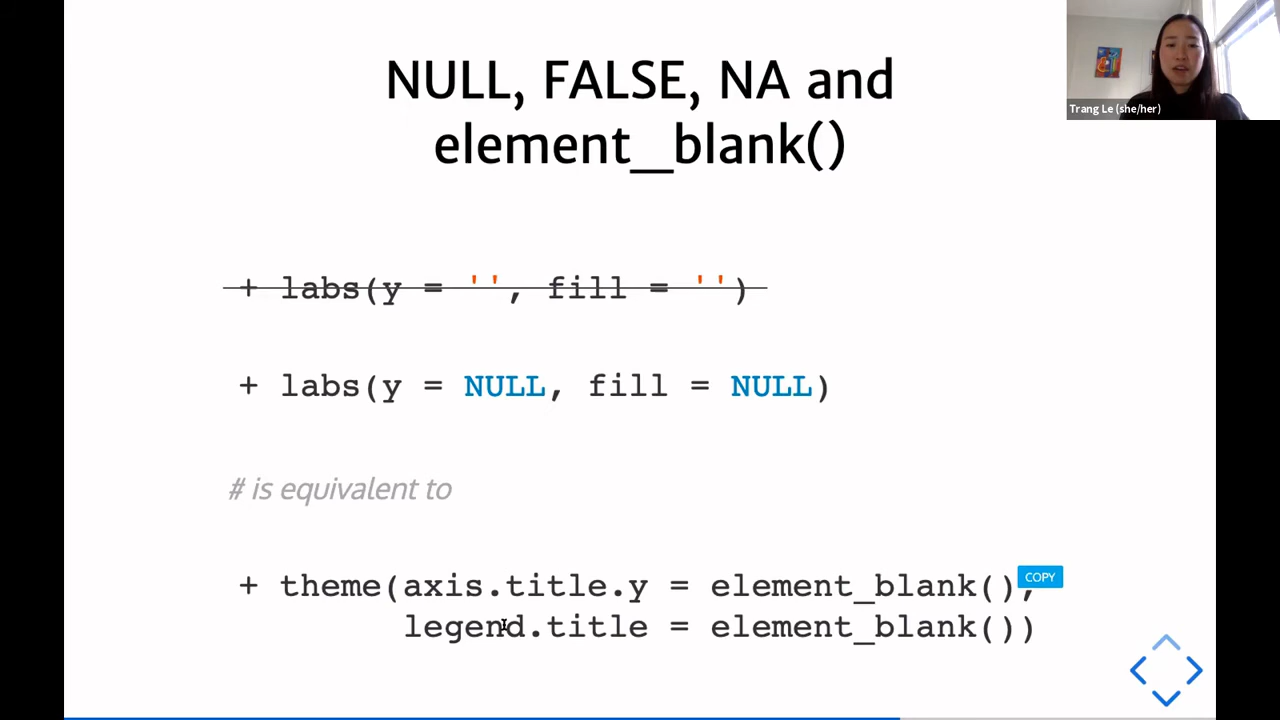 NULL, FALSE, NA and
element_blank()
Trang Le (she/her)
+ labs(y = '', fill = '')
+ labs(y = NULL, fill = NULL)
# is equivalent to
+ theme(axis.title.y = element_blank(),
COPY
legend.title = element_blank())